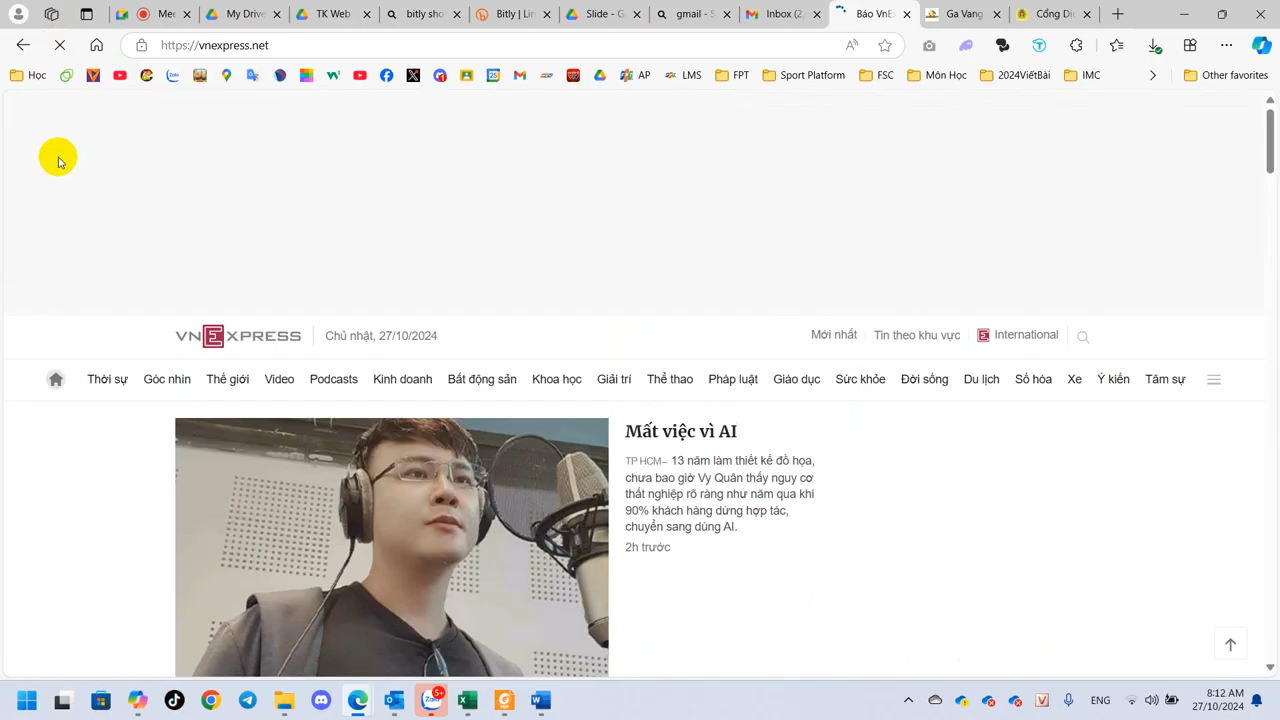 Me
My Drive
TK Web
bitly sho
Bitly | Lin
Slide - G
gmail - S
Inbox (2
Báo VnE
Ga Vang
Cổng Dị
https://vnexpress.net
Học
AP
LMS
FPT
Sport Platform
FSC
Môn Học
2024ViếtBài
IMC
Other favorites
VNEXPRESS
Chủ nhật, 27/10/2024
Mới nhất
Tin theo khu vực
International
Thời sự
Góc nhìn
Thế giới
Video
Podcasts
Kinh doanh
Bất động sản
Khoa học
Giải trí
Thể thao
Pháp luật
Giáo dục
Sức khỏe
Đời sống
Du lịch
Số hóa
Xe
Ý kiến
Tâm sự
Mất việc vì AI
TP HCM– 13 năm làm thiết kế đồ họa,
chưa bao giờ Vy Quân thấy nguy cơ
thất nghiệp rõ ràng như năm qua khi
90% khách hàng dừng hợp tác,
chuyển sang dùng AI.
2h trước
5+
ENG
8:12 AM
27/10/2024